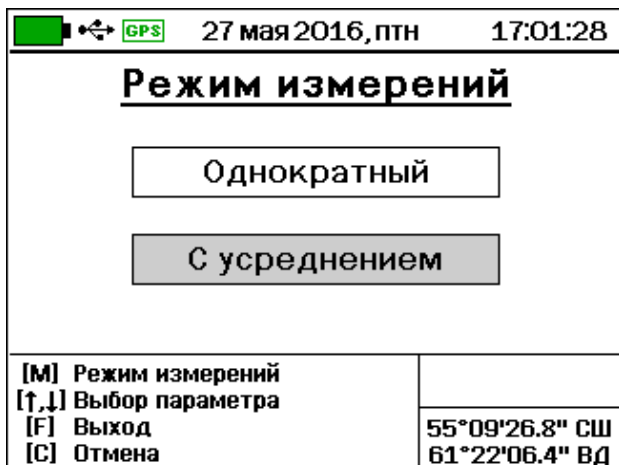 GPS 27 мая 2016, птн 17:01:28
Режим измерений
Однократный
С усреднением
[M] Режим измерений
[↑,↓] Выбор параметра
[F] Выход
[C] Отмена
55°09'26.8" СШ
61°22'06.4" ВД